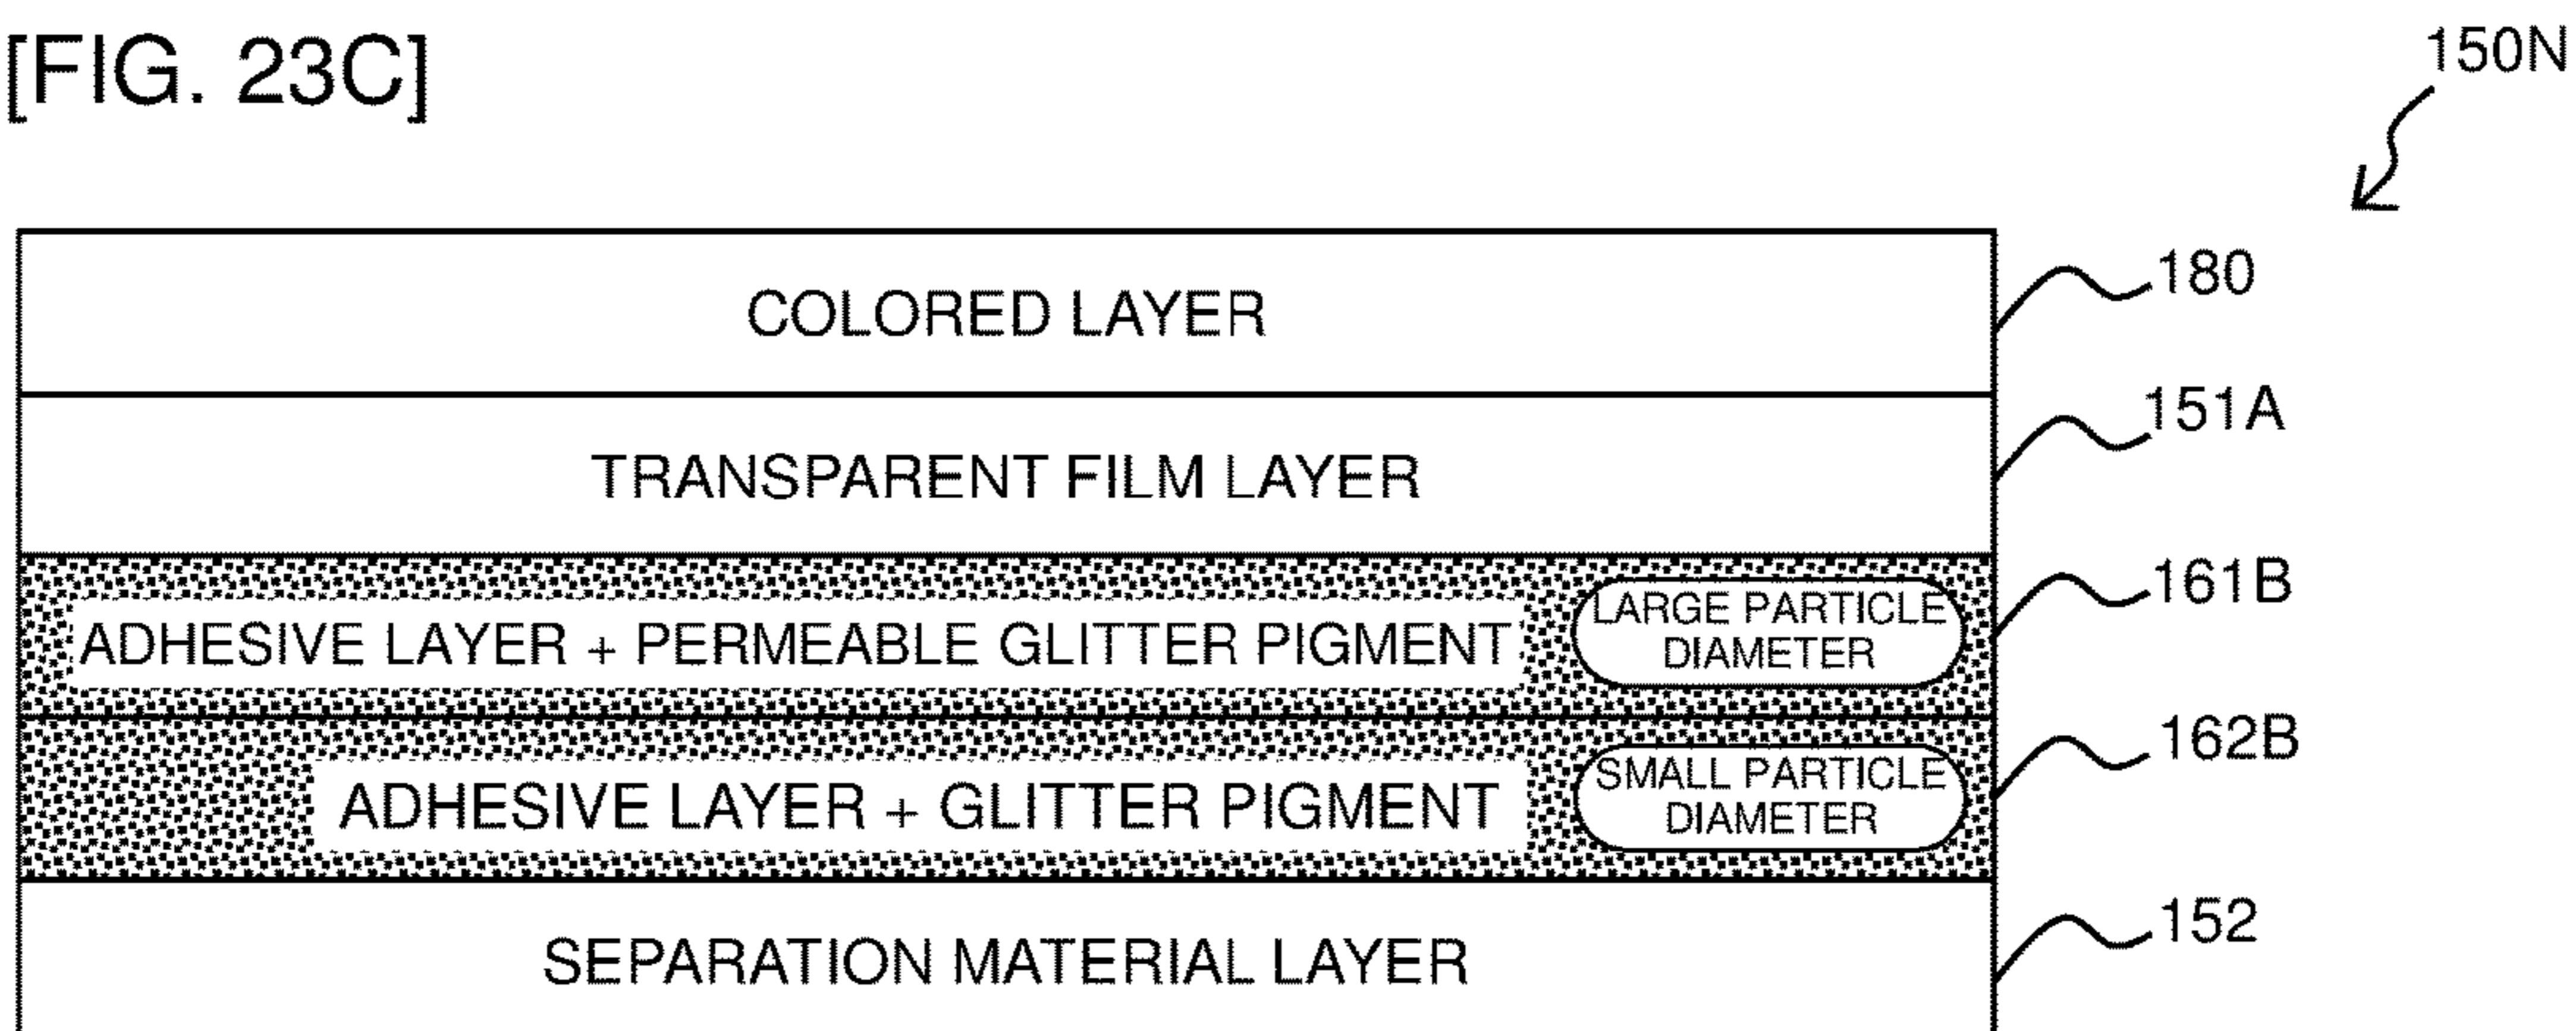 [FIG. 23C]
150N
COLORED LAYER
180
TRANSPARENT FILM LAYER
151A
ADHESIVE LAYER + PERMEABLE GLITTER PIGMENT
LARGE PARTICLE
DIAMETER
161B
ADHESIVE LAYER + GLITTER PIGMENT
SMALL PARTICLE
DIAMETER
162B
SEPARATION MATERIAL LAYER
152